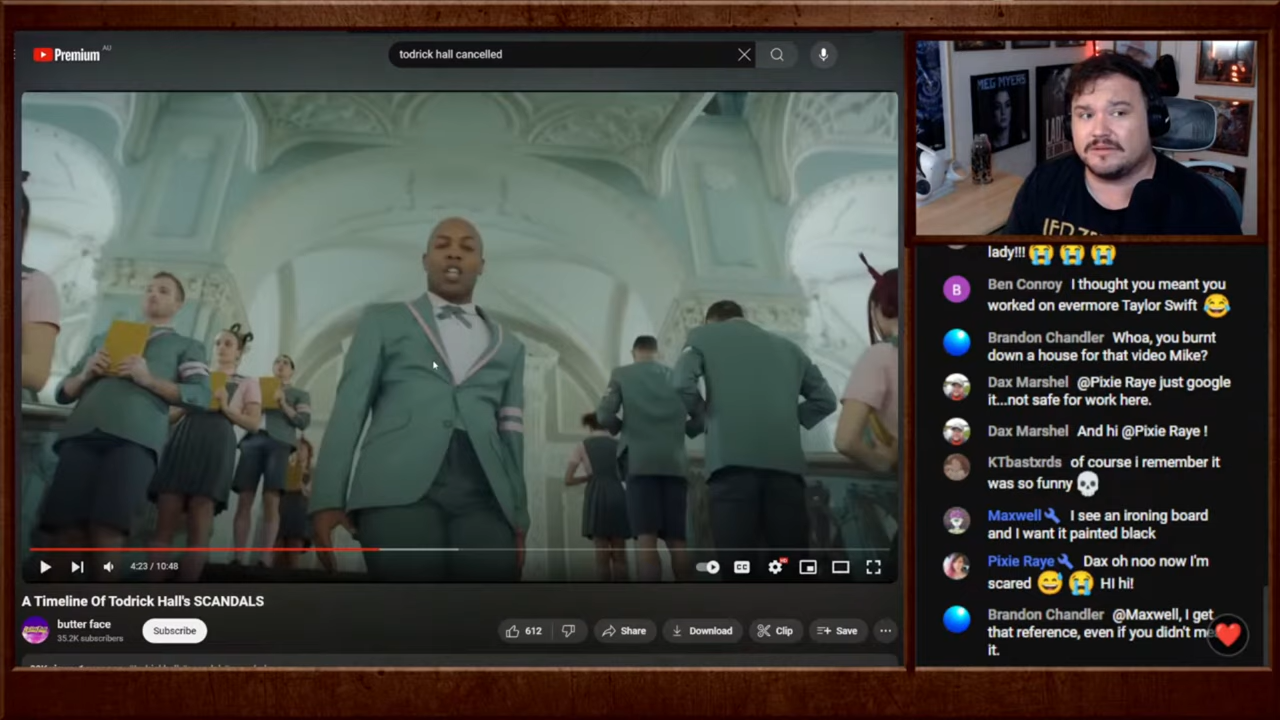 Premium AU
todrick hall cancelled
4:23 / 10:48
CC
A Timeline Of Todrick Hall's SCANDALS
butter face
35.2K subscribers
Subscribe
612
Share
Download
Clip
Save
MEG MYERS
LED ZE
lady!!! 😭 😭 😭
B
Ben Conroy I thought you meant you
worked on evermore Taylor Swift 😂
Brandon Chandler Whoa, you burnt
down a house for that video Mike?
Dax Marshel @Pixie Raye just google
it...not safe for work here.
Dax Marshel And hi @Pixie Raye !
KTbastxrds of course i remember it
was so funny 💀
Maxwell🔧 I see an ironing board
and I want it painted black
Pixie Raye🔧 Dax oh noo now I'm
scared 😅 😭 HI hi!
Brandon Chandler @Maxwell, I get
that reference, even if you didn't
it.